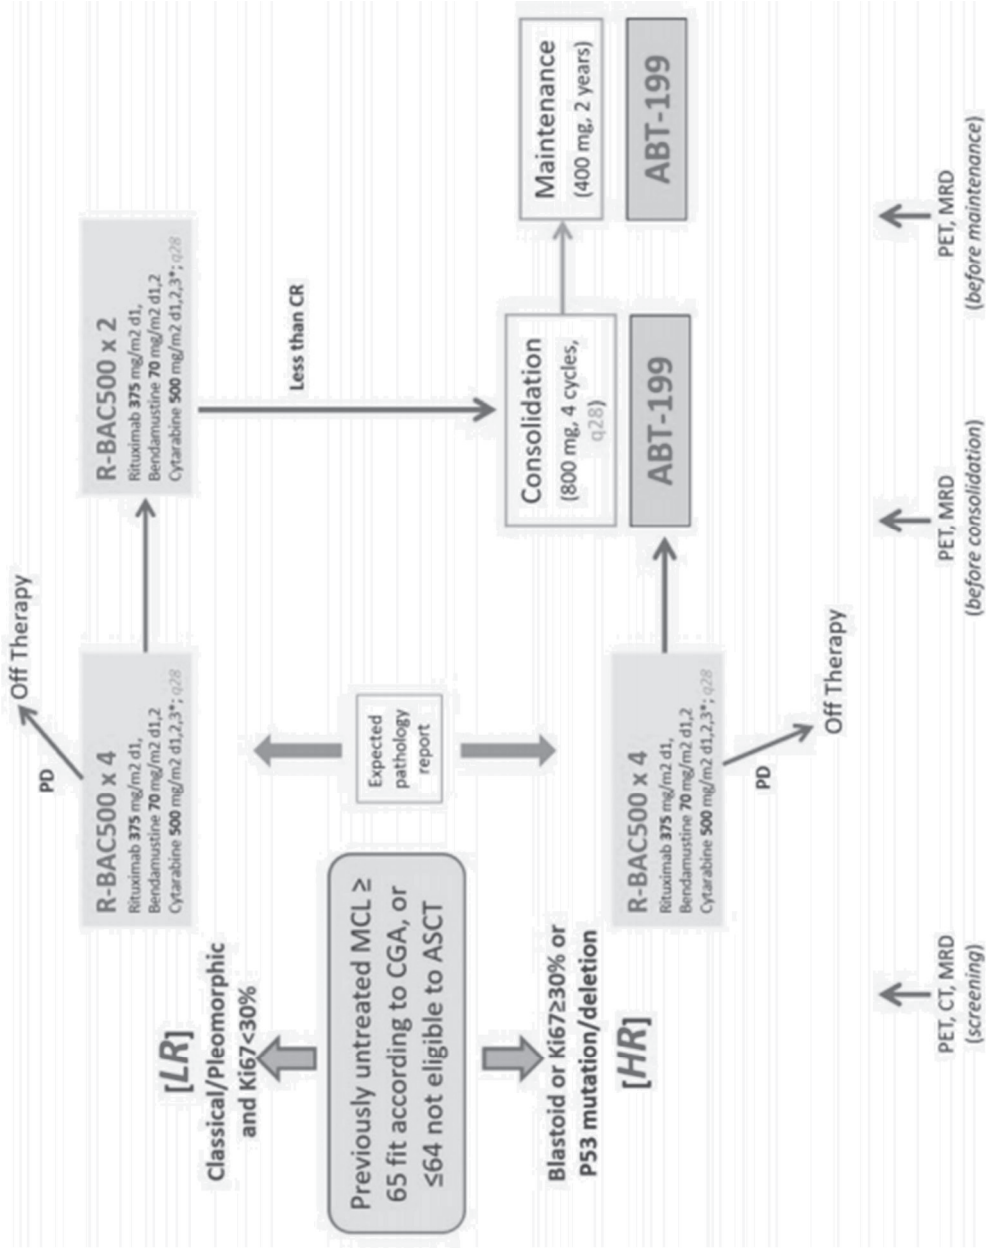 [LR]
Classical/Pleomorphic
and Ki67<30%
Previously untreated MCL ≥
65 fit according to CGA, or
≤64 not eligible to ASCT
Blastoid or Ki67≥30% or
P53 mutation/deletion
[HR]
PD
Off Therapy
R-BAC500 x 4
Rituximab 375 mg/m2 d1,
Bendamustine 70 mg/m2 d1,2
Cytarabine 500 mg/m2 d1,2,3*; q28
R-BAC500 x 2
Rituximab 375 mg/m2 d1,
Bendamustine 70 mg/m2 d1,2
Cytarabine 500 mg/m2 d1,2,3*; q28
Less than CR
Expected
pathology
report
R-BAC500 x 4
Rituximab 375 mg/m2 d1,
Bendamustine 70 mg/m2 d1,2
Cytarabine 500 mg/m2 d1,2,3*; q28
PD
Off Therapy
Consolidation
(800 mg, 4 cycles,
q28)
ABT-199
Maintenance
(400 mg, 2 years)
ABT-199
PET, CT, MRD
(screening)
PET, MRD
(before consolidation)
PET, MRD
(before maintenance)